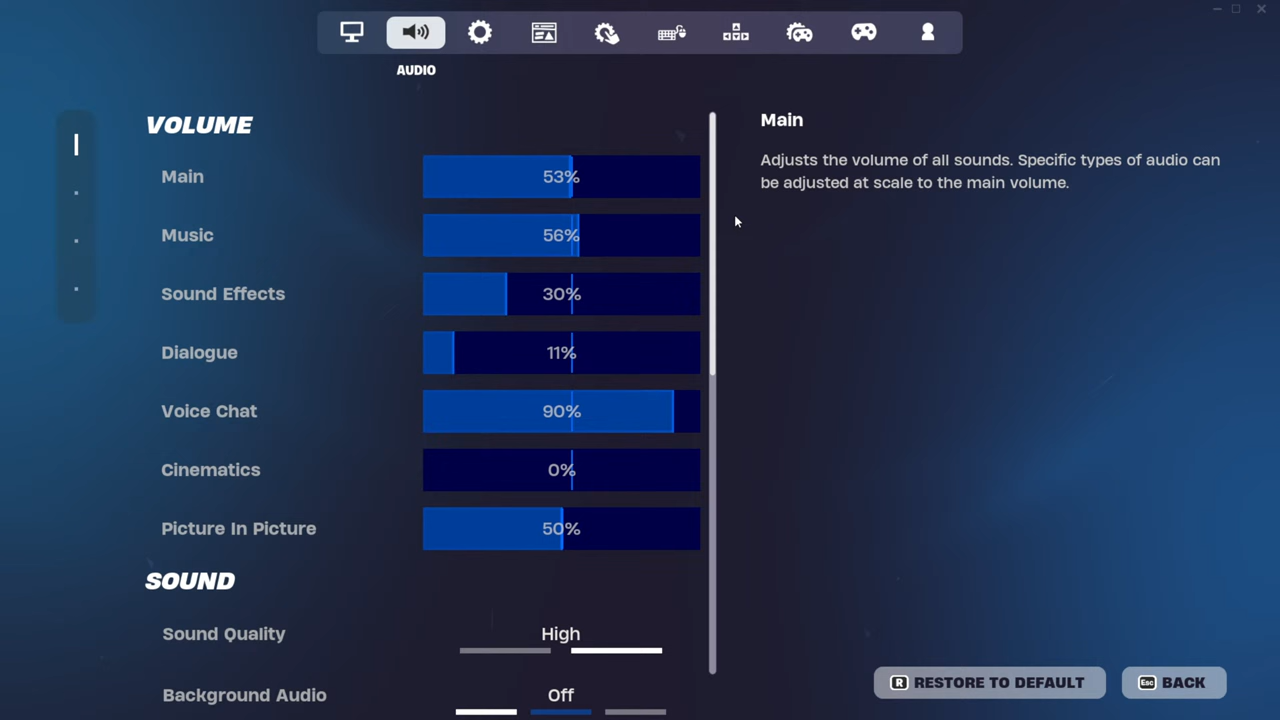 AUDIO
VOLUME
Main
53%
Music
56%
Sound Effects
30%
Dialogue
11%
Voice Chat
90%
Cinematics
0%
Picture In Picture
50%
SOUND
Sound Quality
High
Background Audio
Off
Main
Adjusts the volume of all sounds. Specific types of audio can
be adjusted at scale to the main volume.
R RESTORE TO DEFAULT
Esc BACK